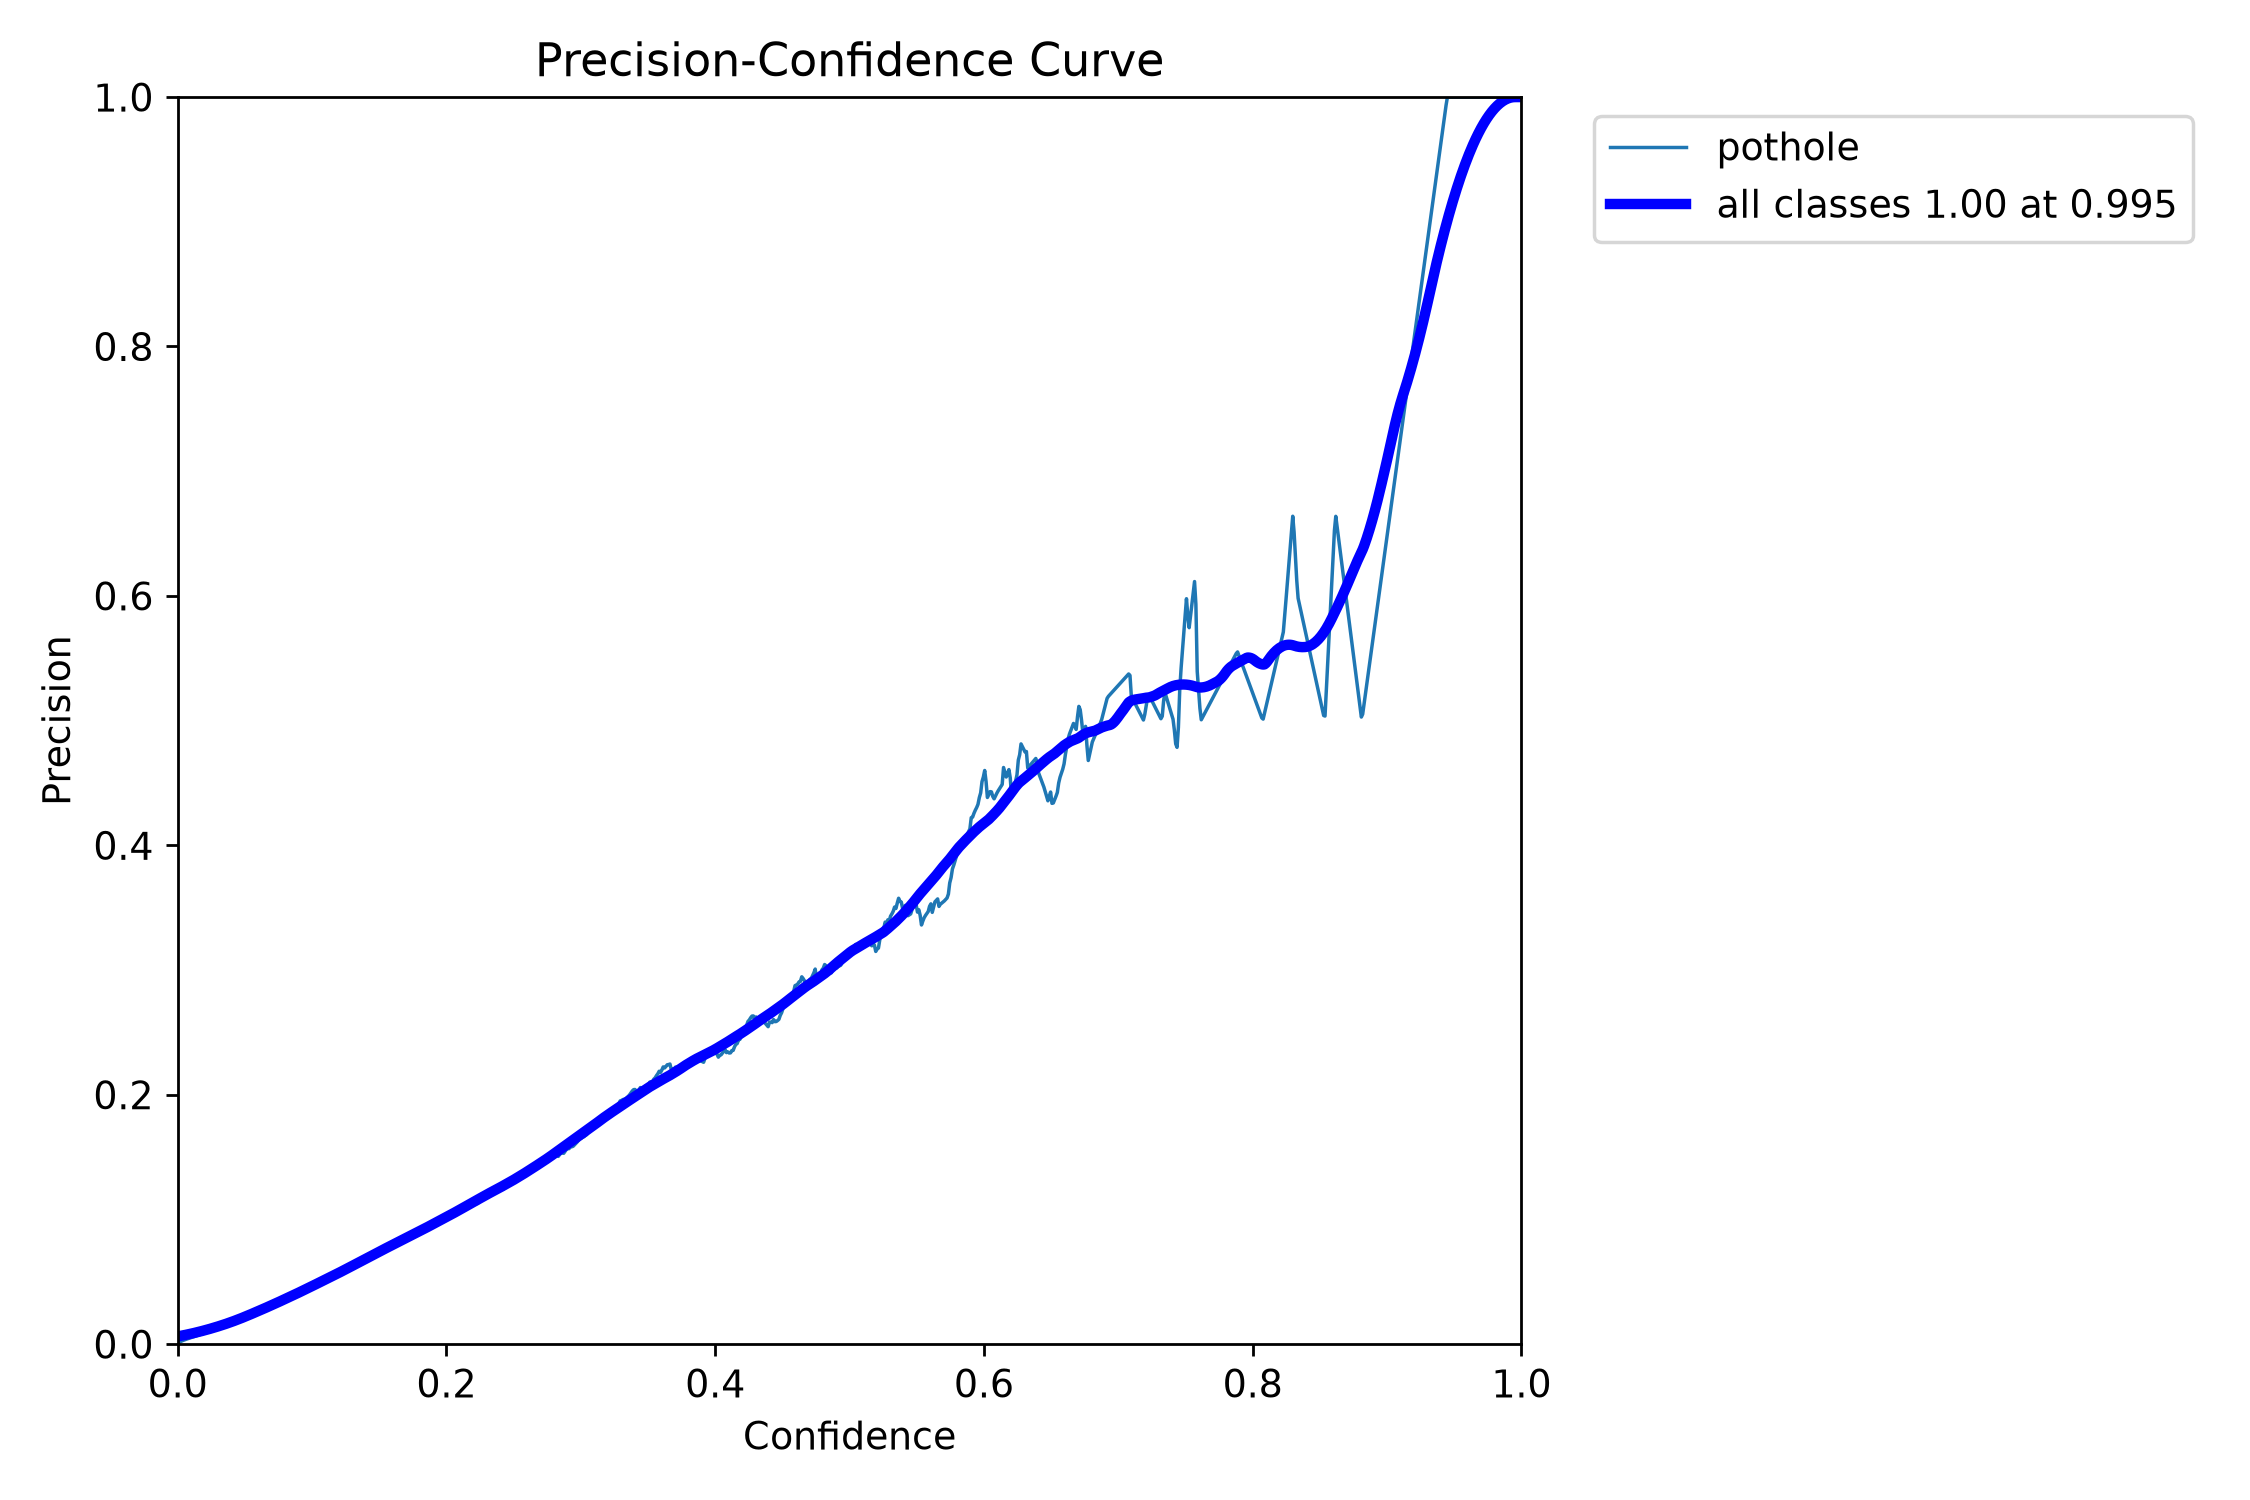 Precision-Confidence Curve
1.0
0.8
0.6
0.4
0.2
0.0
Precision
0.0 0.2 0.4 0.6 0.8 1.0
Confidence
pothole
all classes 1.00 at 0.995